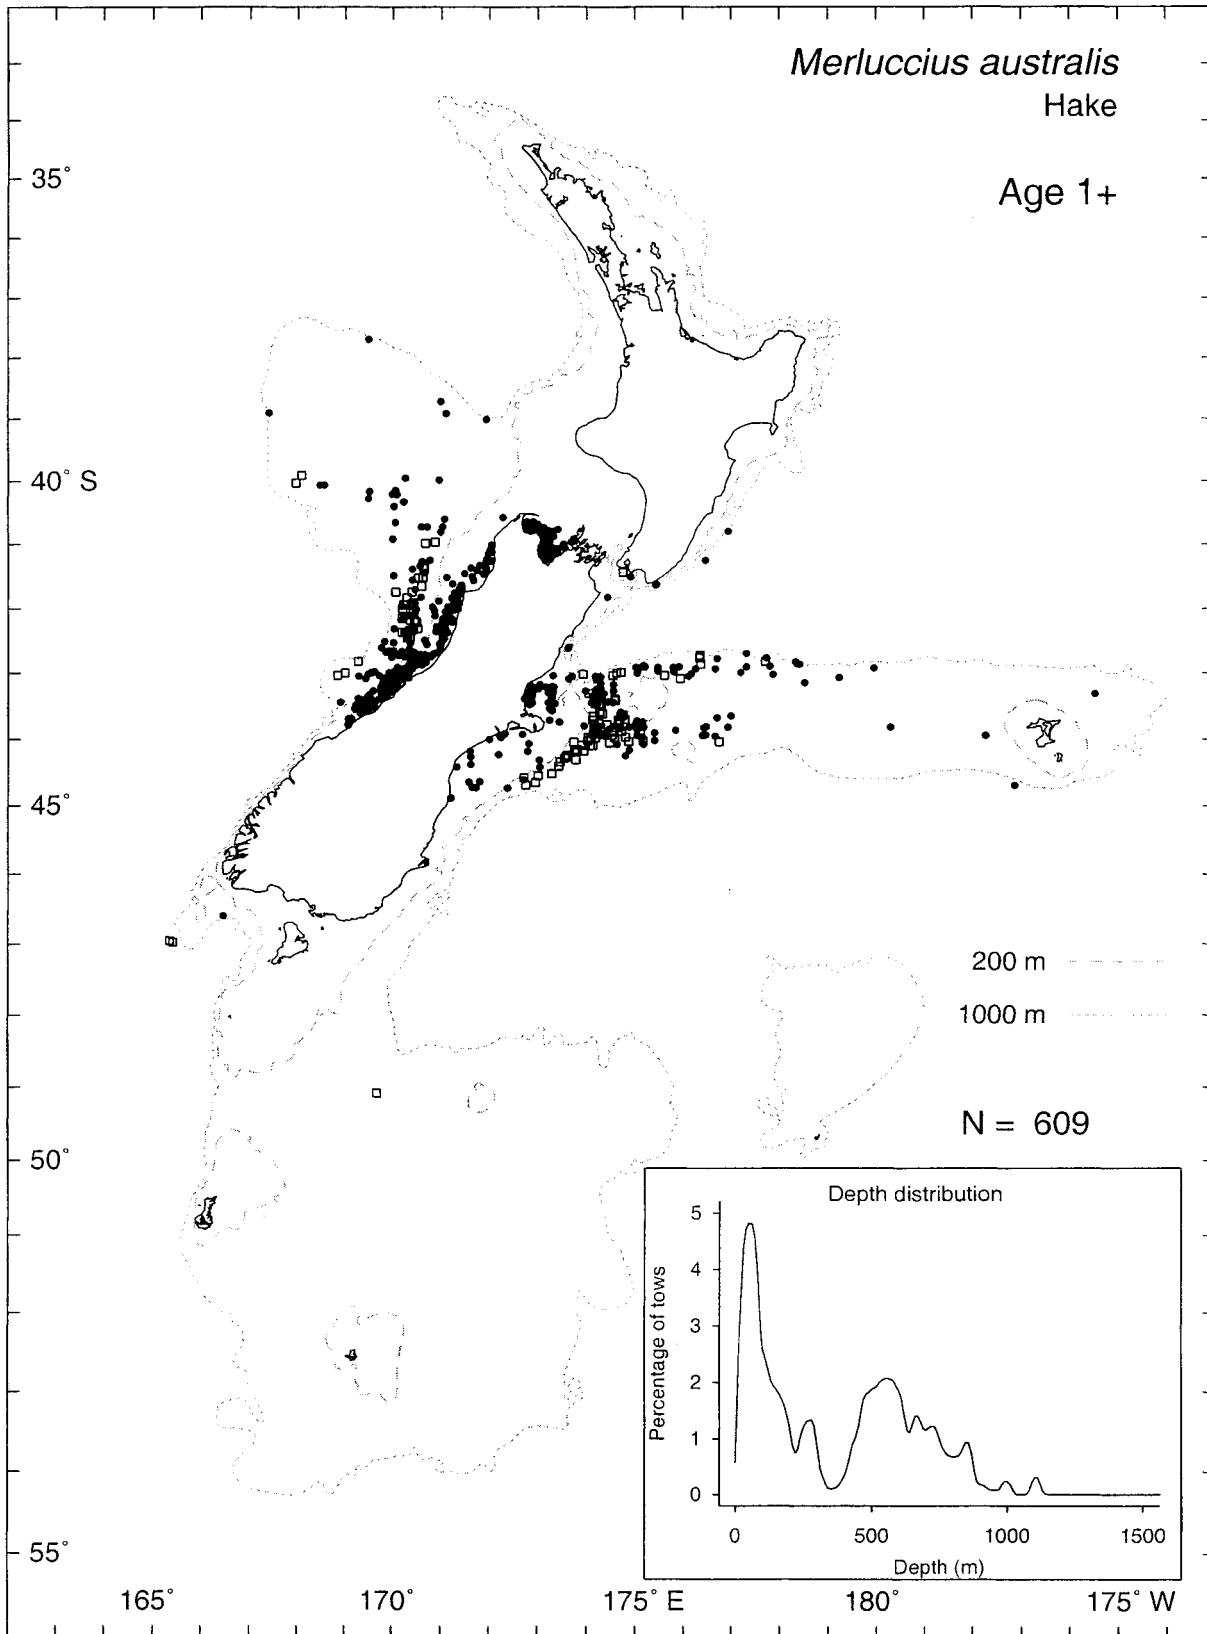 Merluccius australis
Hake
Age 1+
35°
40° S
45°
50°
55°
200 m
1000 m
N = 609
Depth distribution
Percentage of tows
5
4
3
2
1
0
0 500 1000 1500
Depth (m)
165° 170° 175° E 180° 175° W